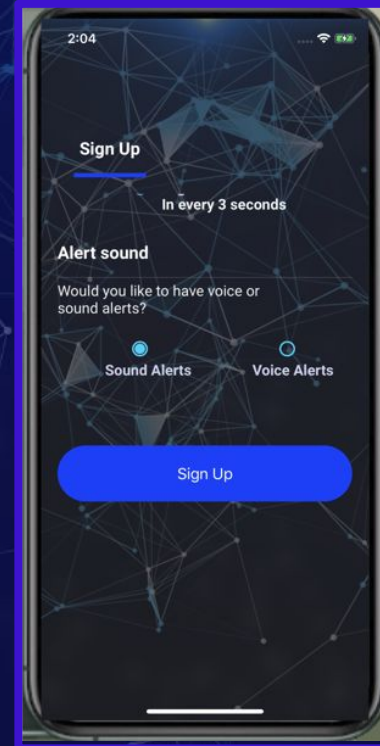 2:04
Sign Up
In every 3 seconds
Alert sound
Would you like to have voice or
sound alerts?
Sound Alerts
Voice Alerts
Sign Up